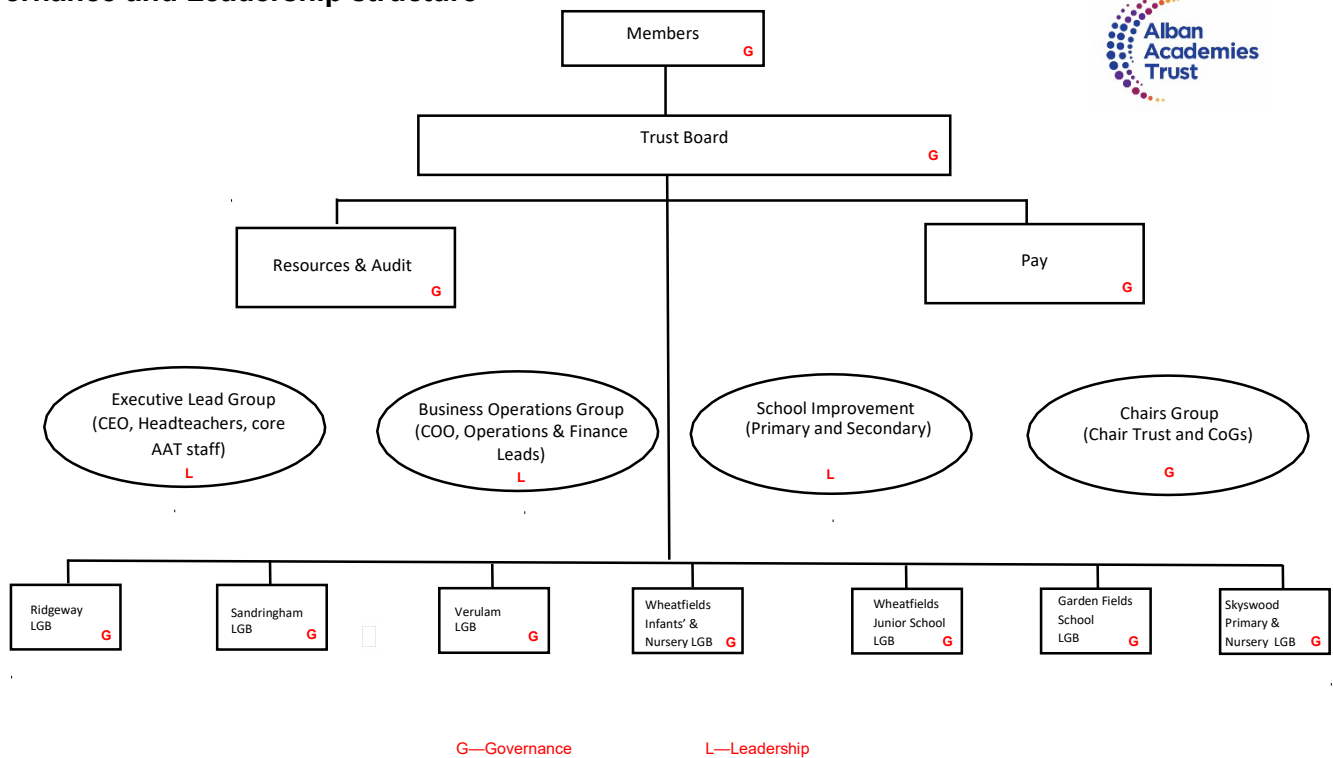 and Leadership Structure
Alban
Academies
Trust
Members
G
Trust Board
G
Resources & Audit
G
Pay
G
Executive Lead Group
(CEO, Headteachers, core
AAT staff)
L
Business Operations Group
(COO, Operations & Finance
Leads)
L
School Improvement
(Primary and Secondary)
L
Chairs Group
(Chair Trust and CoGs)
G
Ridgeway
LGB
G
Sandringham
LGB
G
Verulam
LGB
G
Wheatfields
Infants’ &
Nursery LGB G
Wheatfields
Junior School
LGB
G
Garden Fields
School
LGB
G
Skyswood
Primary &
Nursery LGB G
G—Governance
L—Leadership